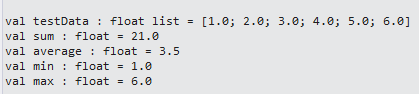 val testData : float list = [1.0; 2.0; 3.0; 4.0; 5.0; 6.0]
val sum : float = 21.0
val average : float = 3.5
val min : float = 1.0
val max : float = 6.0